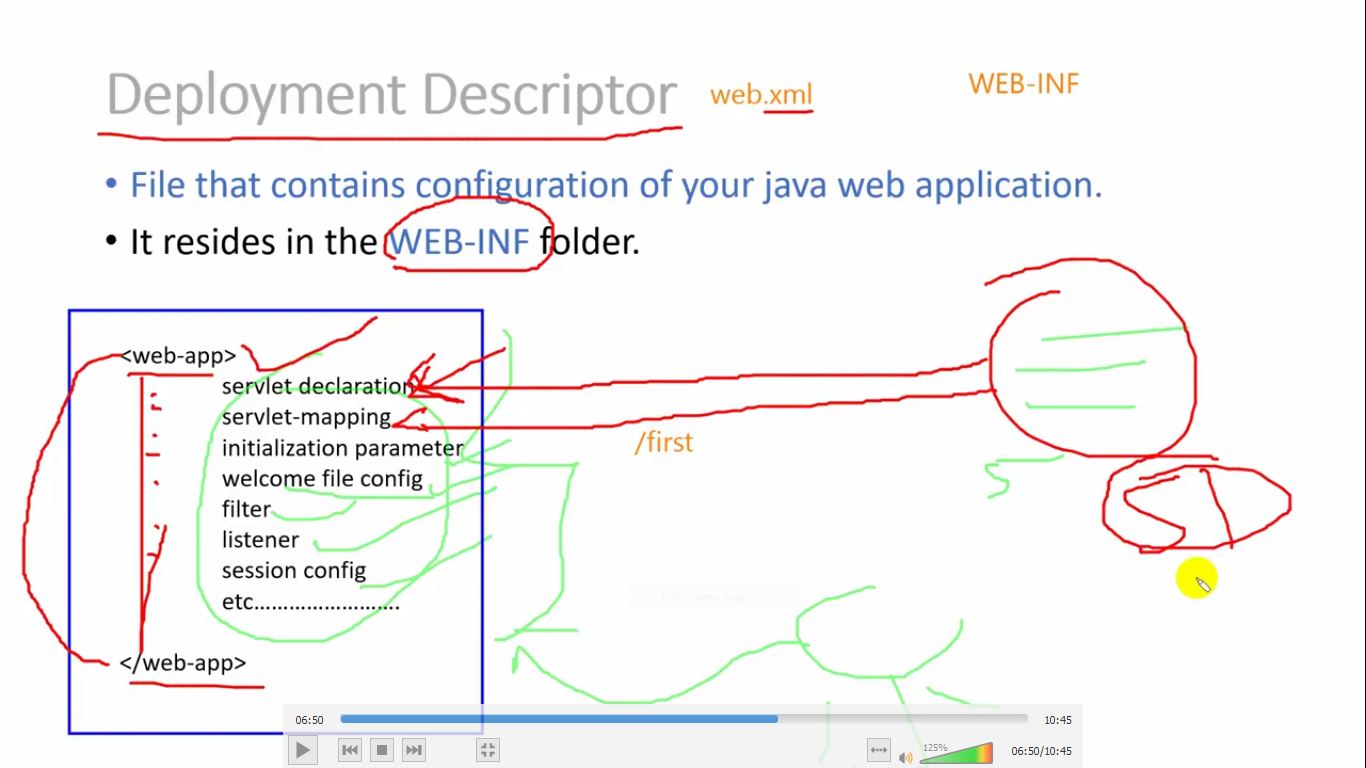 Deployment Descriptor web.xml WEB-INF
• File that contains configuration of your java web application.
• It resides in the WEB-INF folder.
<web-app>
servlet declaration
servlet-mapping
/first
initialization parameter
welcome file config
filter
listener
session config
etc........................
</web-app>
Full-screen Snip
06:50 10:45
125%
06:50/10:45